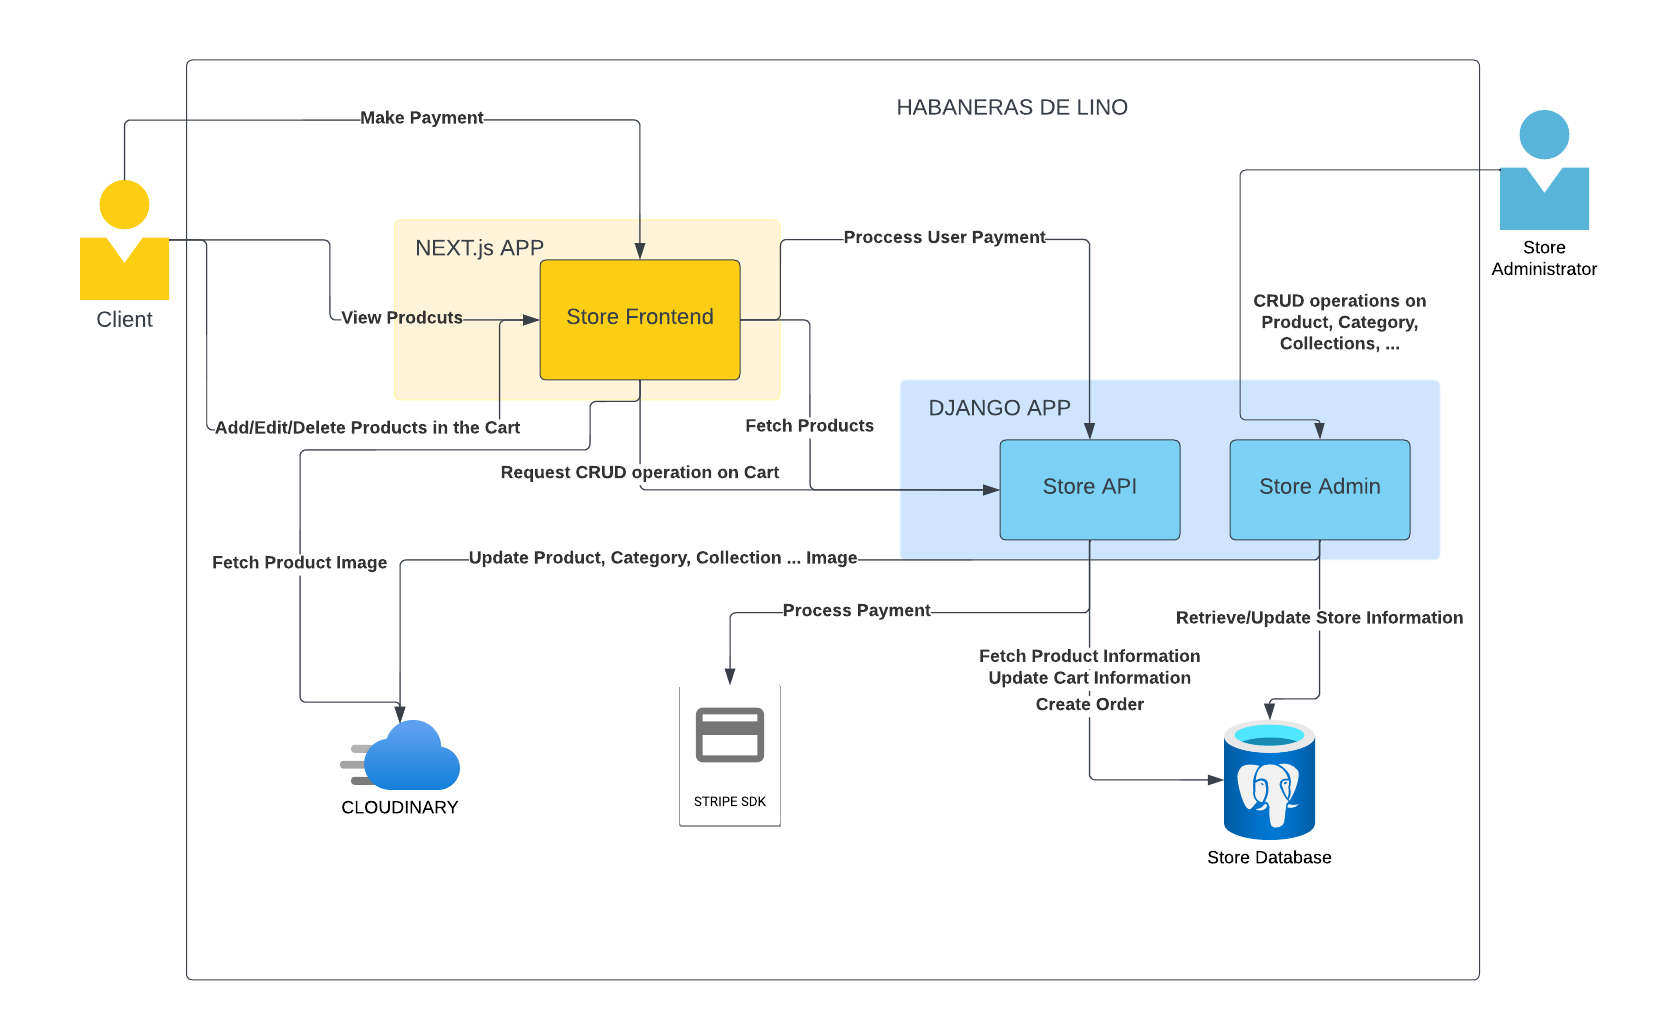 HABANERAS DE LINO
Make Payment
Client
Store
Administrator
NEXT.js APP
Store Frontend
View Prodcuts
Proccess User Payment
CRUD operations on
Product, Category,
Collections, ...
Add/Edit/Delete Products in the Cart
Fetch Products
Request CRUD operation on Cart
DJANGO APP
Store API
Store Admin
Fetch Product Image
Update Product, Category, Collection ... Image
Process Payment
Retrieve/Update Store Information
Fetch Product Information
Update Cart Information
Create Order
CLOUDINARY
STRIPE SDK
Store Database